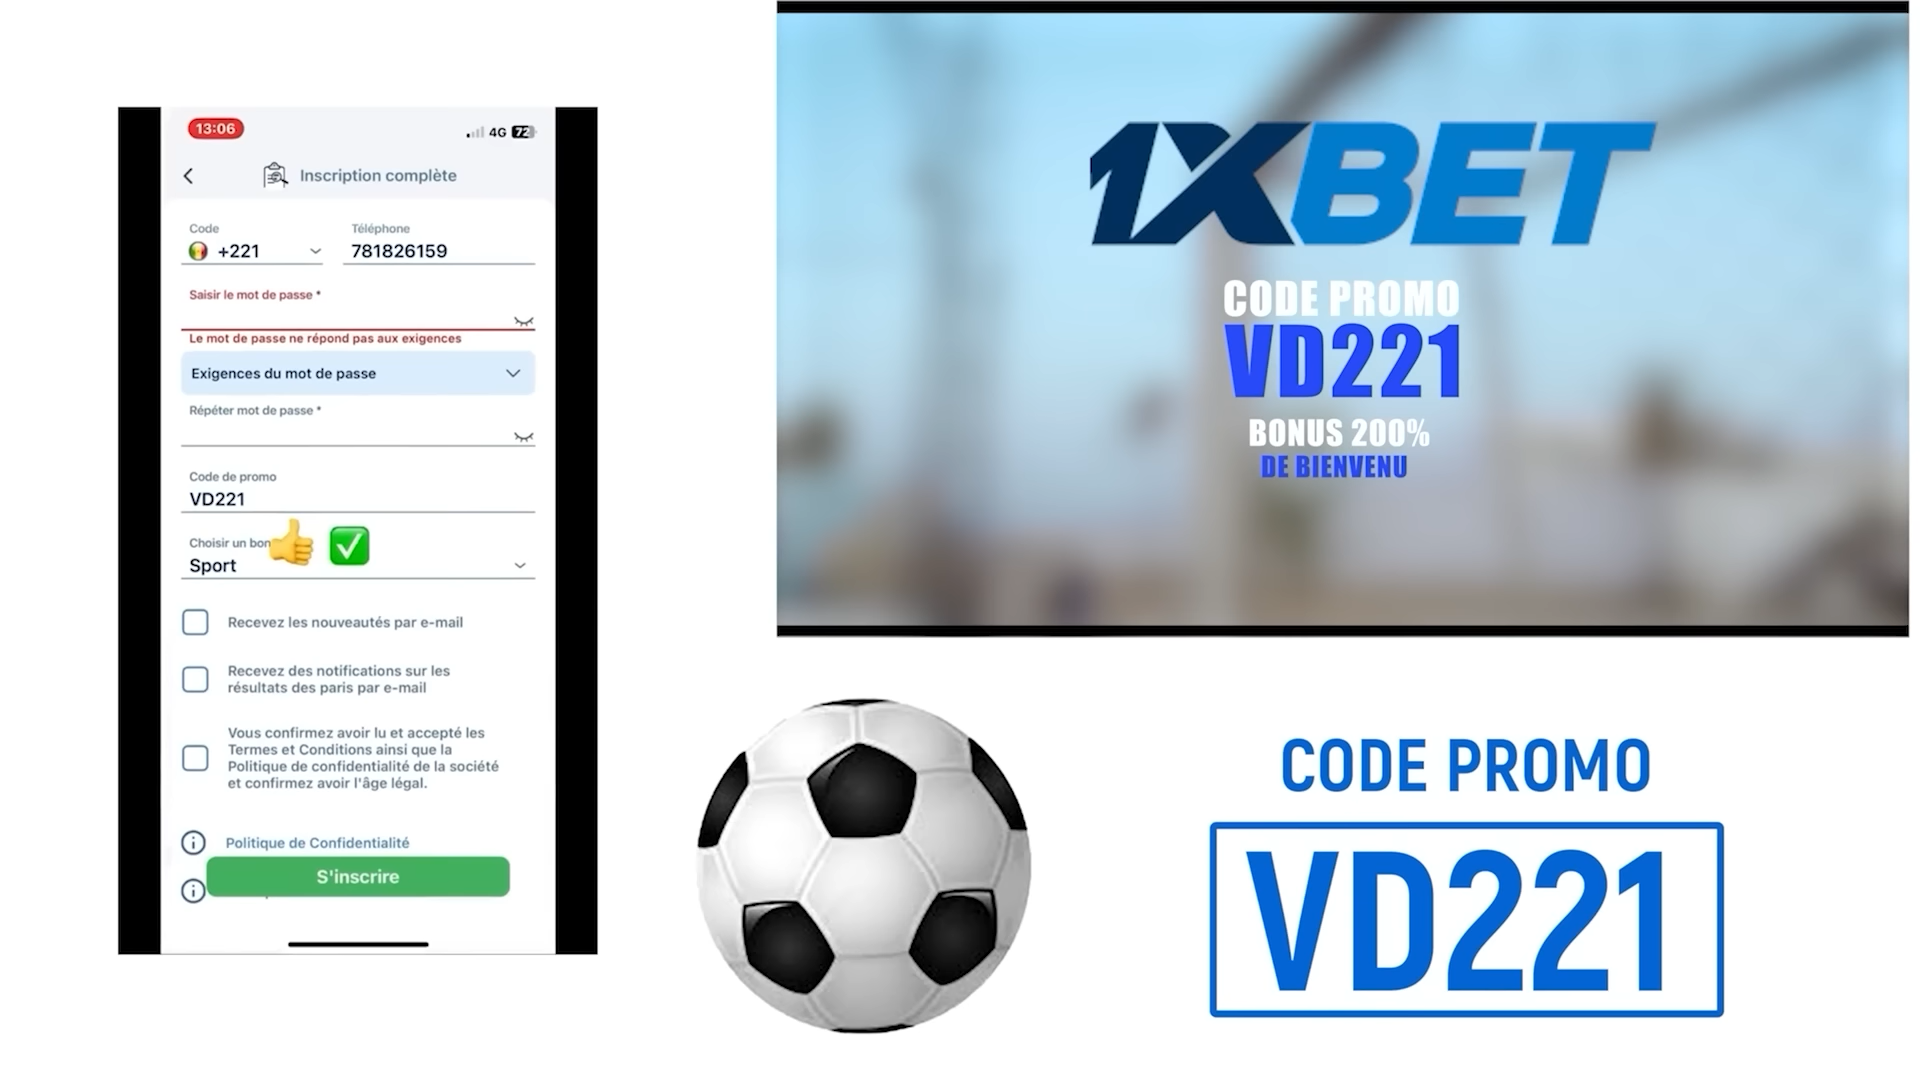 13:06
4G 72
Inscription complète
Code
Téléphone
+221
781826159
Saisir le mot de passe *
Le mot de passe ne répond pas aux exigences
Exigences du mot de passe
Répéter mot de passe *
Code de promo
VD221
Choisir un bon
Sport
Recevez les nouveautés par e-mail
Recevez des notifications sur les
résultats des paris par e-mail
Vous confirmez avoir lu et accepté les
Termes et Conditions ainsi que la
Politique de confidentialité de la société
et confirmez avoir l'âge légal.
Politique de Confidentialité
S'inscrire
1XBET
CODE PROMO
VD221
BONUS 200%
DE BIENVENU
CODE PROMO
VD221